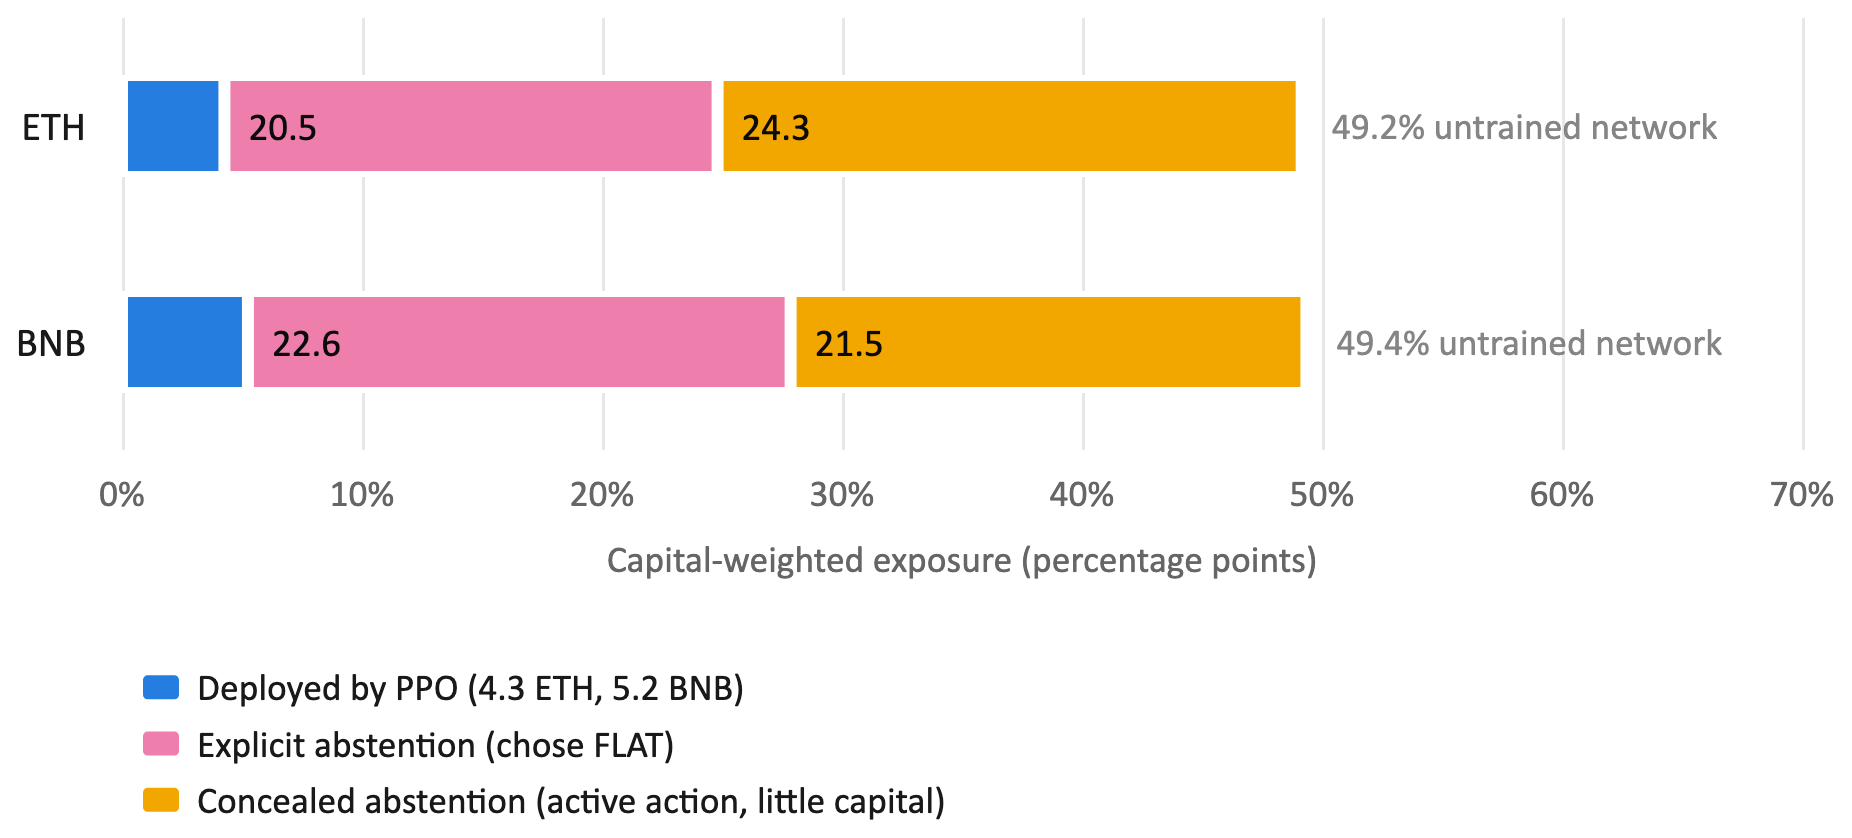 ETH 20.5 24.3 49.2% untrained network
BNB 22.6 21.5 49.4% untrained network
0% 10% 20% 30% 40% 50% 60% 70%
Capital-weighted exposure (percentage points)
Deployed by PPO (4.3 ETH, 5.2 BNB)
Explicit abstention (chose FLAT)
Concealed abstention (active action, little capital)